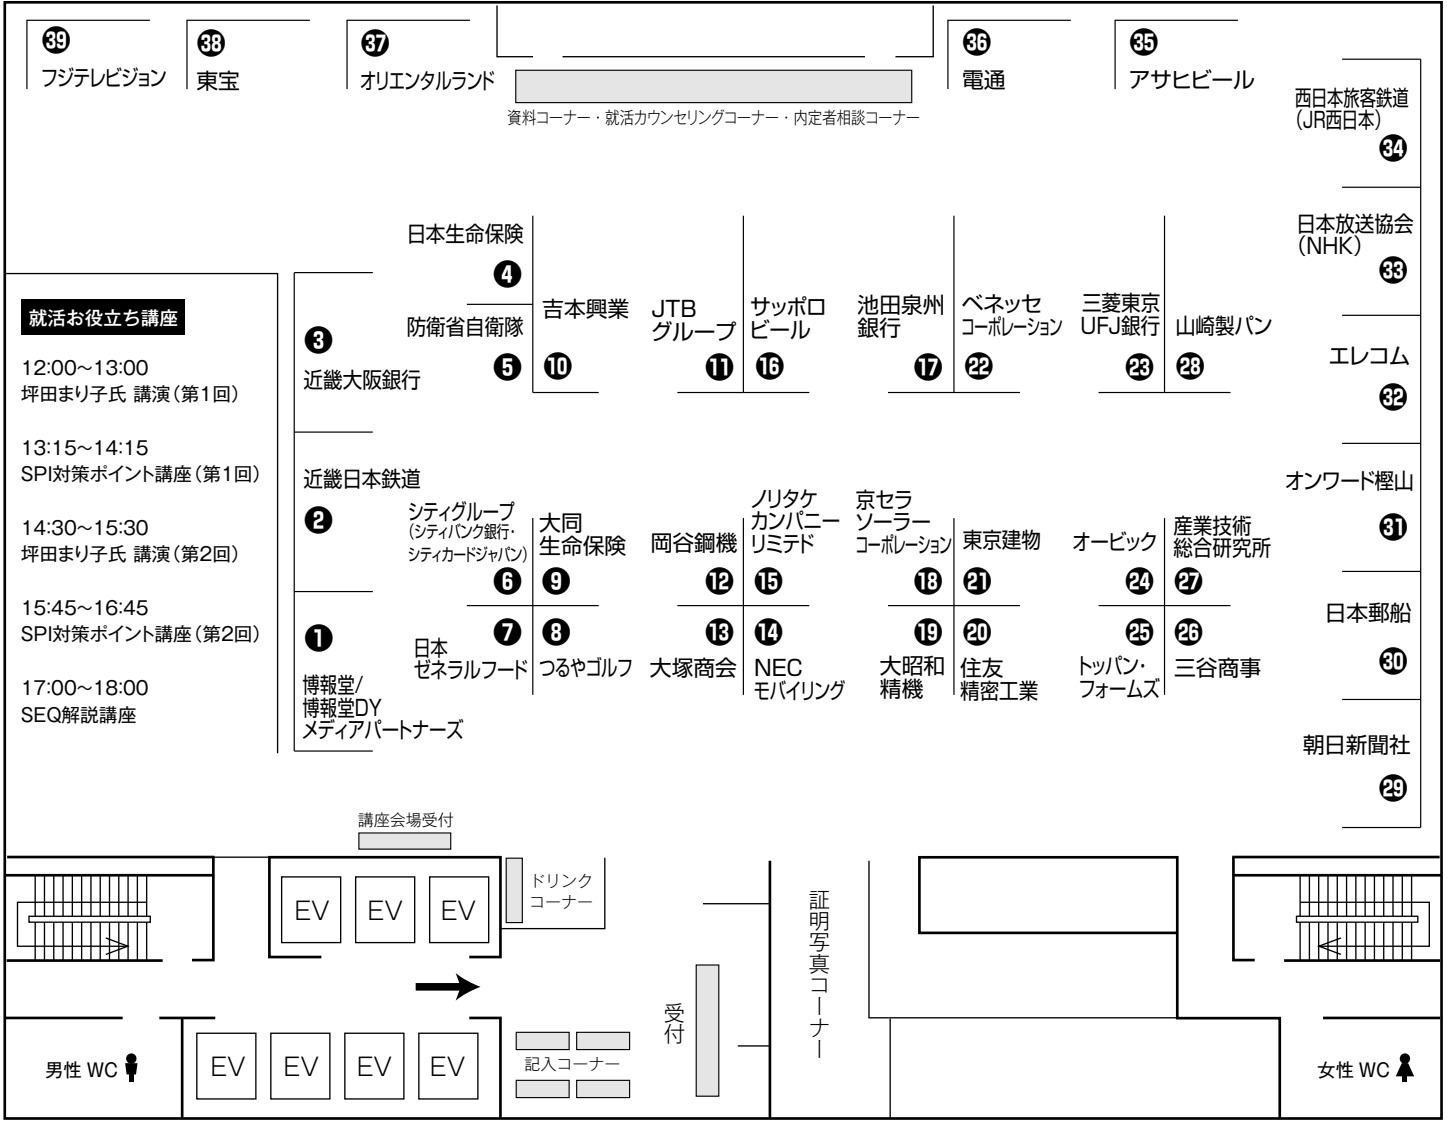 ㊴
フジテレビジョン
㊳
東宝
㊲
オリエンタルランド
資料コーナー・就活カウンセリングコーナー・内定者相談コーナー
㊱
電通
㉟
アサヒビール
西日本旅客鉄道
(JR西日本)
㉞
日本放送協会
(NHK)
㉝
エレコム
㉜
オンワード樫山
㉛
日本郵船
㉚
朝日新聞社
㉙
就活お役立ち講座
12:00〜13:00
坪田まり子氏 講演(第1回)
13:15〜14:15
SPI対策ポイント講座(第1回)
14:30〜15:30
坪田まり子氏 講演(第2回)
15:45〜16:45
SPI対策ポイント講座(第2回)
17:00〜18:00
SEQ解説講座
❸
近畿大阪銀行
近畿日本鉄道
❷
❶
博報堂/
博報堂DY
メディアパートナーズ
日本生命保険
❹
防衛省自衛隊
❺
吉本興業
❿
JTB
グループ
⓫
サッポロ
ビール
⓰
池田泉州
銀行
⓱
ベネッセ
コーポレーション
㉒
三菱東京
UFJ銀行
㉓
山崎製パン
㉘
シティグループ
(シティバンク銀行・
シティカードジャパン)
❻
大同
生命保険
❾
岡谷鋼機
⓬
ノリタケ
カンパニー
リミテド
⓯
京セラ
ソーラー
コーポレーション
⓲
東京建物
㉑
オービック
㉔
産業技術
総合研究所
㉗
❼
日本
ゼネラルフード
❽
つるやゴルフ
⓭
大塚商会
⓮
NEC
モバイリング
⓳
大昭和
精機
⓴
住友
精密工業
㉕
トッパン・
フォームズ
㉖
三谷商事
講座会場受付
EV
EV
EV
ドリンク
コーナー
証明写真コーナー
受付
男性 WC
EV
EV
EV
EV
記入コーナー
女性 WC